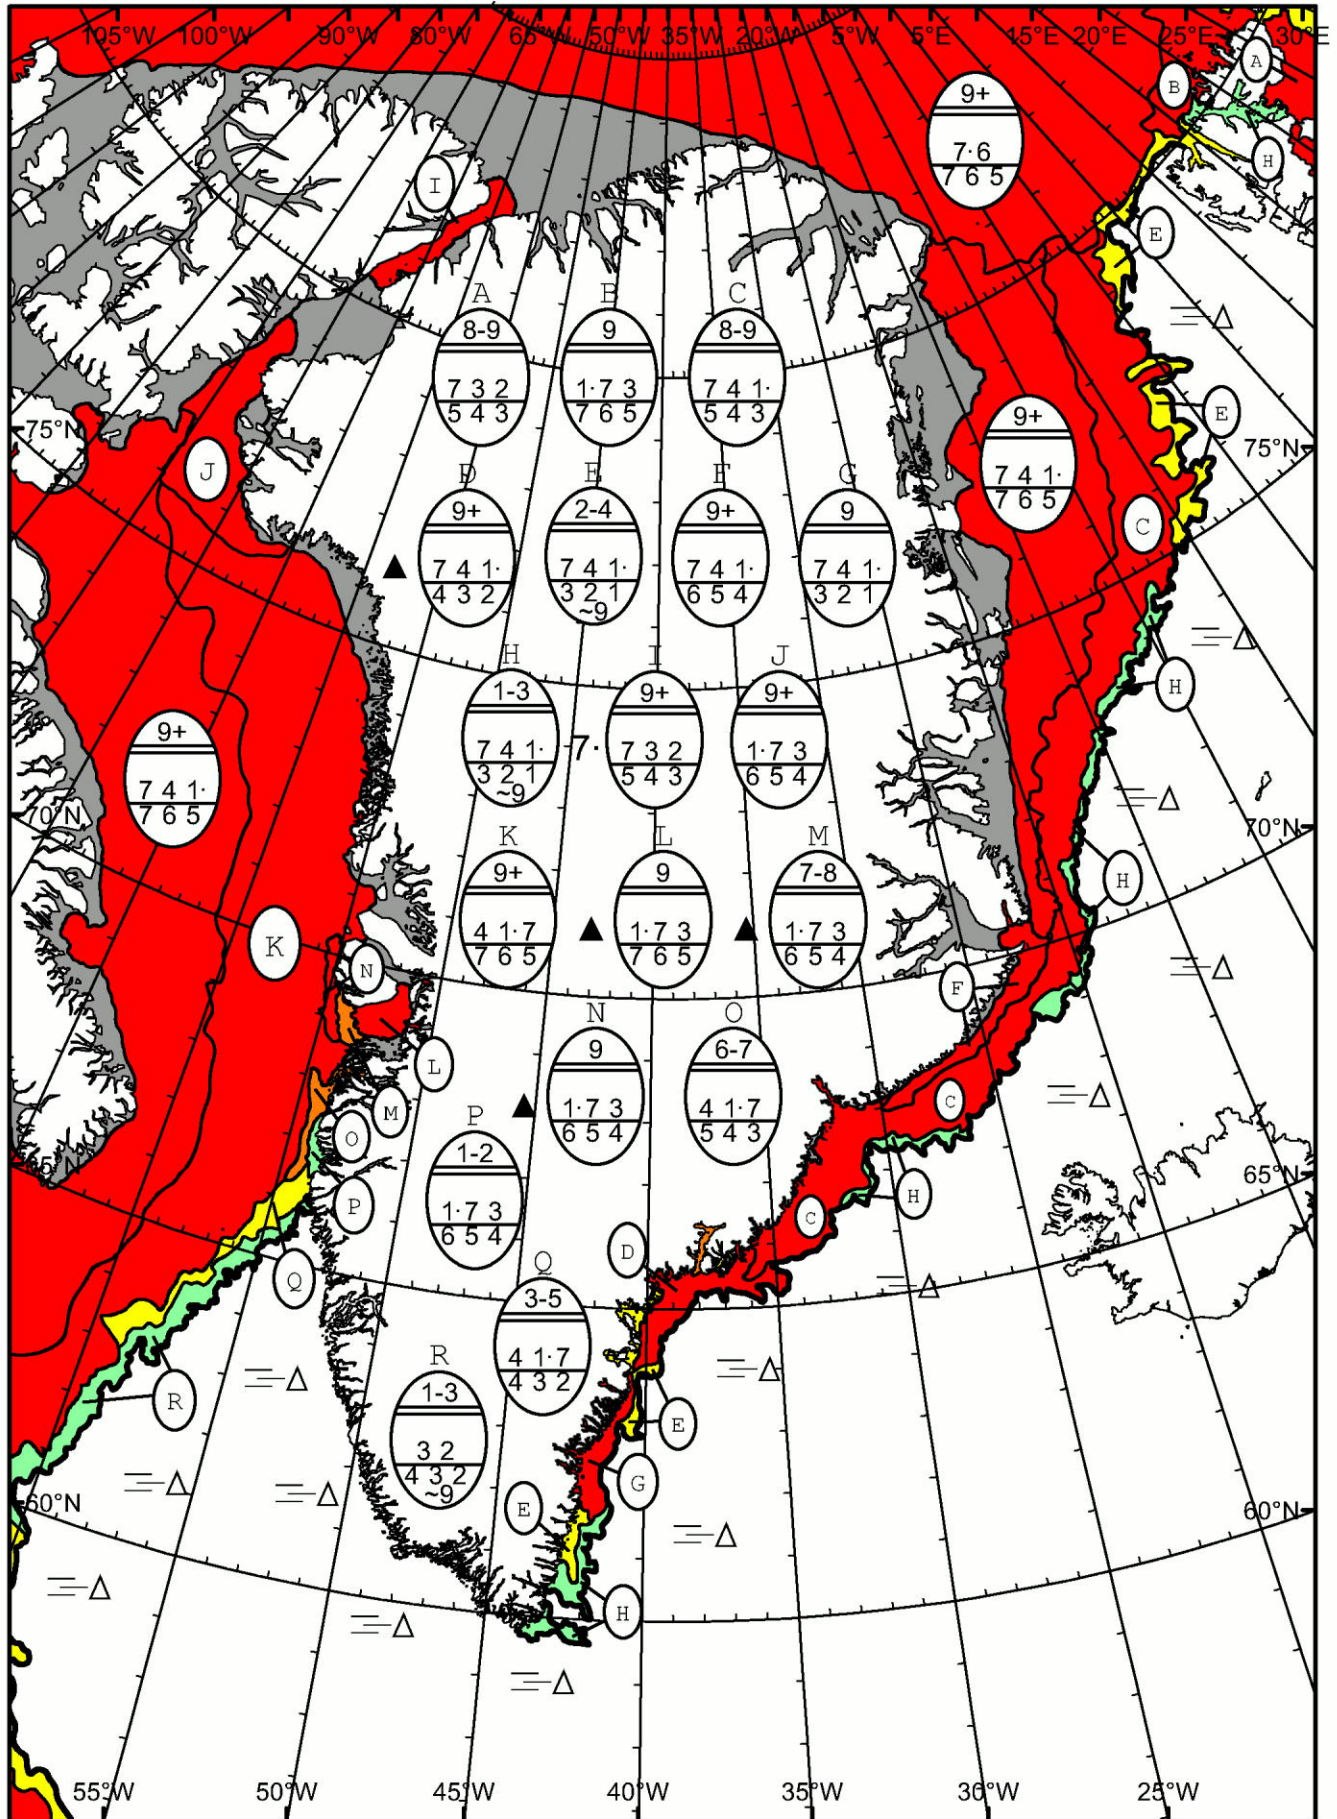 105°W 100°W 90°W 80°W 65°W 50°W 35°W 20°W 5°W 5°E 15°E 20°E 25°E 30°E
A
B
9+
7· 6
7 6 5
H
I
E
A B C
8-9 9 8-9
7 3 2 1· 7 3 7 4 1·
5 4 3 7 6 5 5 4 3
75°N
J
E
9+
7 4 1·
7 6 5
75°N
C
D E F G
9+ 2-4 9+ 9
7 4 1· 7 4 1· 7 4 1· 7 4 1·
4 3 2 3 2 1 6 5 4 3 2 1
~9
H I J
1-3 9+ 9+
7 4 1· 7· 7 3 2 1· 7 3
3 2 1 5 4 3 6 5 4
~9
H
9+
7 4 1·
7 6 5
70°N
70°N
K L M
9+ 9 7-8
4 1· 7 1· 7 3 1· 7 3
7 6 5 7 6 5 6 5 4
H
K
N
F
N O
9 6-7
1· 7 3 4 1· 7
6 5 4 5 4 3
L
M
O
C
P
1-2
1· 7 3
6 5 4
65°N
65°N
P
H
C
D
Q
Q
3-5
4 1· 7
4 3 2
R
1-3
3 2
4 3 2
~9
R
E
G
E
60°N
60°N
H
55°W 50°W 45°W 40°W 35°W 30°W 25°W